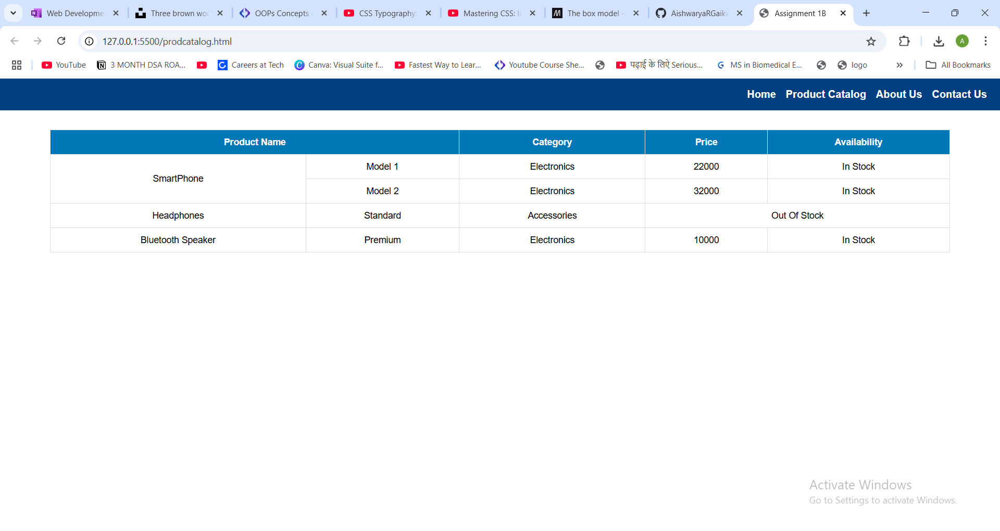 Web Developme
Three brown woo
OOPs Concepts -
CSS Typography:
Mastering CSS: I
The box model -
AishwaryaRGaikw
Assignment 1B
127.0.0.1:5500/prodcatalog.html
A
YouTube
3 MONTH DSA ROA...
Careers at Tech
Canva: Visual Suite f...
Fastest Way to Lear...
Youtube Course She...
पढ़ाई के लिऐ Serious...
MS in Biomedical E...
logo
All Bookmarks
Home Product Catalog About Us Contact Us
Product Name Category Price Availability
SmartPhone
Model 1 Electronics 22000 In Stock
Model 2 Electronics 32000 In Stock
Headphones Standard Accessories Out Of Stock
Bluetooth Speaker Premium Electronics 10000 In Stock
Activate Windows
Go to Settings to activate Windows.